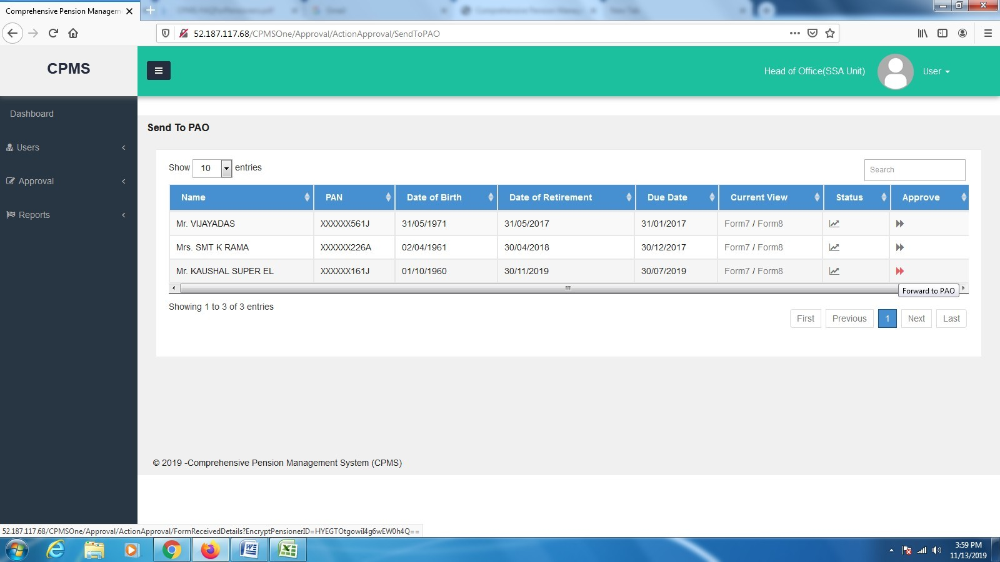 Comprehensive Pension Managem
52.187.117.68/CPMSOne/Approval/ActionApproval/SendToPAO
CPMS
Head of Office(SSA Unit)
User
Dashboard
Users
Approval
Reports
Send To PAO
Show 10 entries
Search
Name PAN Date of Birth Date of Retirement Due Date Current View Status Approve
Mr. VIJAYADAS XXXXXX561J 31/05/1971 31/05/2017 31/01/2017 Form7 / Form8
Mrs. SMT K RAMA XXXXXX226A 02/04/1961 30/04/2018 30/12/2017 Form7 / Form8
Mr. KAUSHAL SUPER EL XXXXXX161J 01/10/1960 30/11/2019 30/07/2019 Form7 / Form8
Forward to PAO
Showing 1 to 3 of 3 entries
First Previous 1 Next Last
© 2019 -Comprehensive Pension Management System (CPMS)
52.187.117.68/CPMSOne/Approval/ActionApproval/FormReceivedDetails?EncryptPensionerID=HYEGTOtgowiI4g6wEW0h4Q==
3:59 PM
11/13/2019